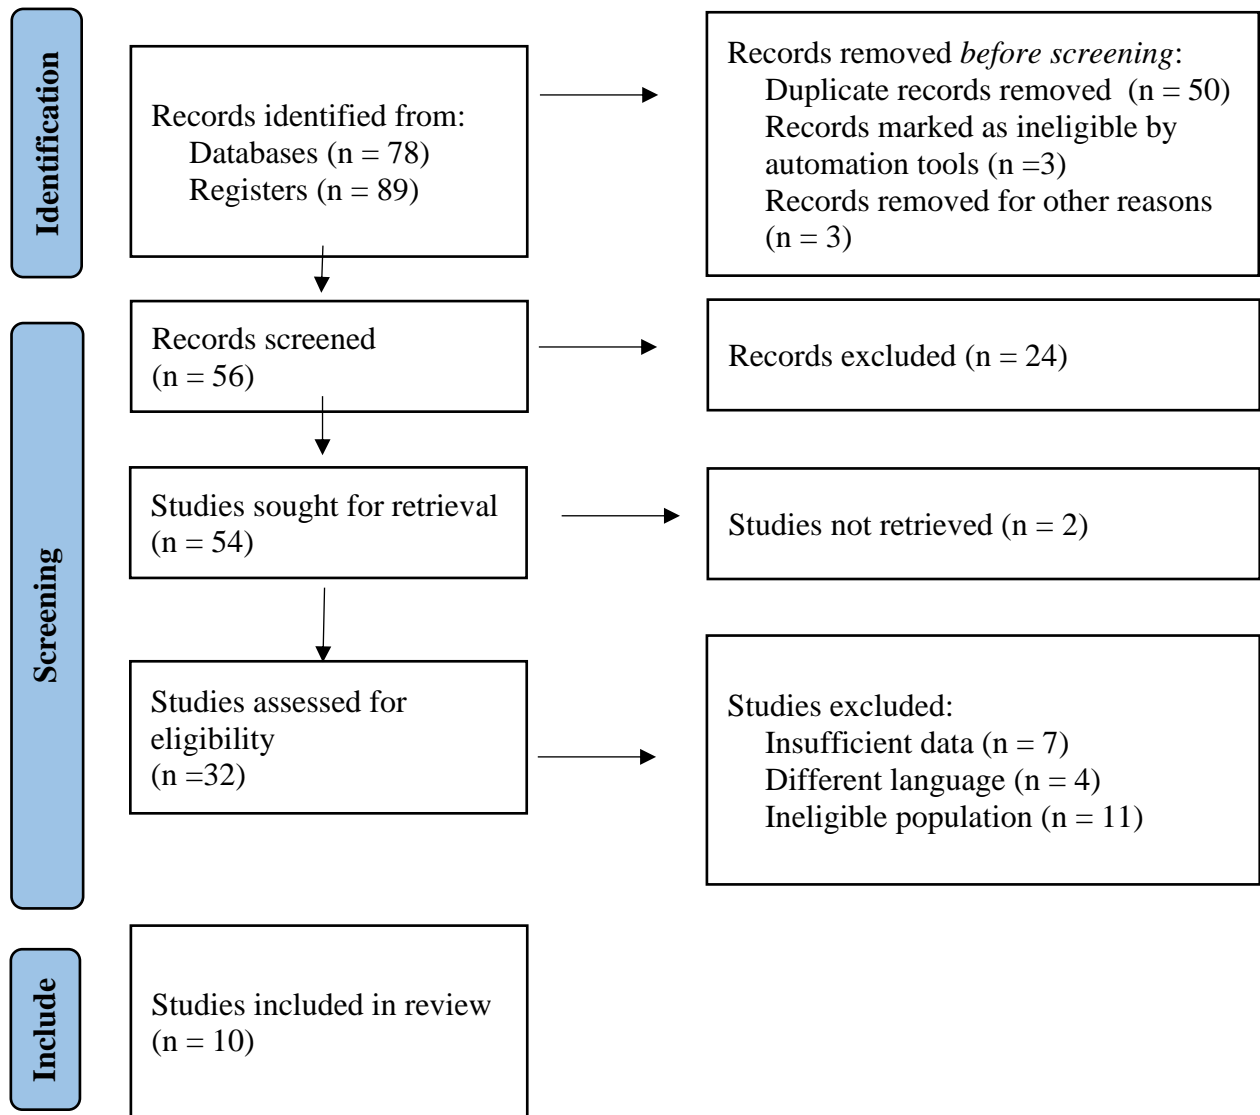 Identification
Records identified from:
Databases (n = 78)
Registers (n = 89)
Records removed before screening:
Duplicate records removed (n = 50)
Records marked as ineligible by
automation tools (n =3)
Records removed for other reasons
(n = 3)
Screening
Records screened
(n = 56)
Records excluded (n = 24)
Studies sought for retrieval
(n = 54)
Studies not retrieved (n = 2)
Studies assessed for
eligibility
(n =32)
Studies excluded:
Insufficient data (n = 7)
Different language (n = 4)
Ineligible population (n = 11)
Include
Studies included in review
(n = 10)